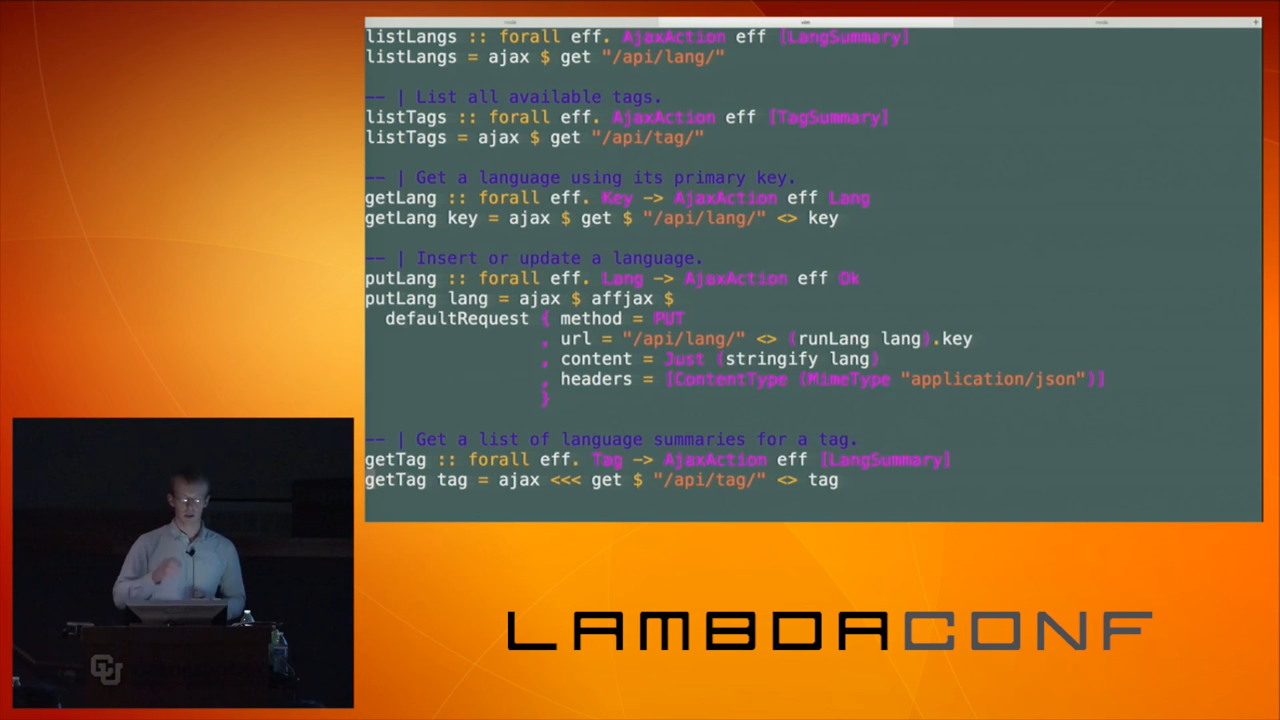 node
vim
node
+
listLangs :: forall eff. AjaxAction eff [LangSummary]
listLangs = ajax $ get "/api/lang/"
-- | List all available tags.
listTags :: forall eff. AjaxAction eff [TagSummary]
listTags = ajax $ get "/api/tag/"
-- | Get a language using its primary key.
getLang :: forall eff. Key -> AjaxAction eff Lang
getLang key = ajax $ get $ "/api/lang/" <> key
-- | Insert or update a language.
putLang :: forall eff. Lang -> AjaxAction eff Ok
putLang lang = ajax $ affjax $
defaultRequest { method = PUT
, url = "/api/lang/" <> (runLang lang).key
, content = Just (stringify lang)
, headers = [ContentType (MimeType "application/json")]
}
-- | Get a list of language summaries for a tag.
getTag :: forall eff. Tag -> AjaxAction eff [LangSummary]
getTag tag = ajax <<< get $ "/api/tag/" <> tag
LAMBDACONF
CU